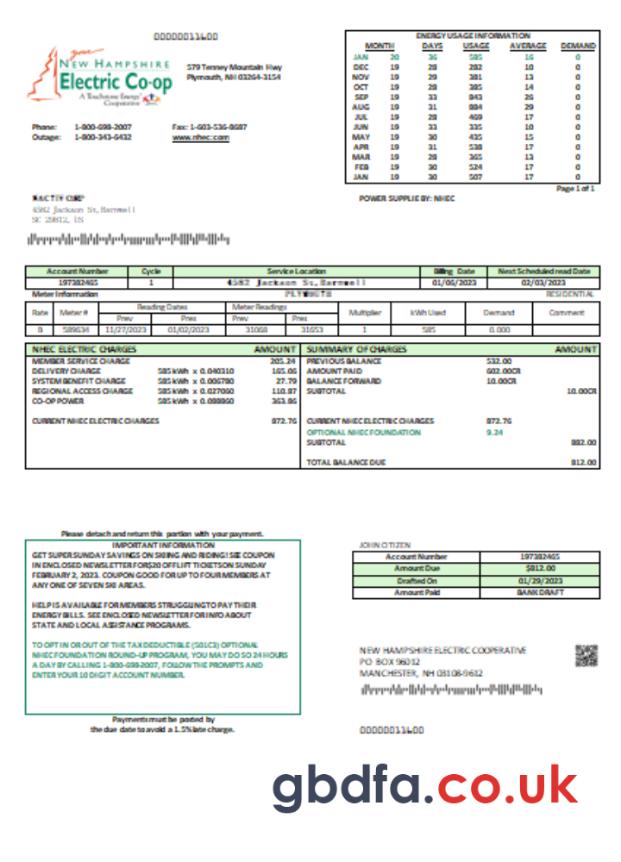 00000011600
your
NEW HAMPSHIRE
Electric Co-op
A Touchstone Energy
Cooperative
579 Tenney Mountain Hwy
Plymouth, NH 03264-3154
Phone: 1-800-698-2007 Fax: 1-603-536-8687
Outage: 1-800-343-6432 www.nhec.com
ENERGY USAGE INFORMATION
MONTH DAYS USAGE AVERAGE DEMAND
JAN 20 36 585 16 0
DEC 19 28 282 10 0
NOV 19 29 381 13 0
OCT 19 28 385 14 0
SEP 19 33 843 26 0
AUG 19 31 884 29 0
JUL 19 28 469 17 0
JUN 19 33 335 10 0
MAY 19 30 435 15 0
APR 19 31 538 17 0
MAR 19 28 365 13 0
FEB 19 30 524 17 0
JAN 19 30 507 17 0
Page 1 of 1
POWER SUPPLIE BY: NHEC
4582 Jackson St, Barnwell
SC 29812, US
Account Number Cycle Service Location Billing Date Next Scheduled read Date
197382465 1 4582 Jackson St, Barnwell 01/06/2023 02/03/2023
Meter Information PLYMOUTH RESIDENTIAL
Rate Meter # Reading Dates Meter Readings Multiplier kWh Used Demand Comment
Prev Pres Prev Pres
B 589634 11/27/2023 01/02/2023 31068 31653 1 585 0.000
NHEC ELECTRIC CHARGES AMOUNT
MEMBER SERVICE CHARGE 205.24
DELIVERY CHARGE 585 kWh x 0.040310 165.06
SYSTEM BENEFIT CHARGE 585 kWh x 0.006780 27.79
REGIONAL ACCESS CHARGE 585 kWh x 0.027060 110.87
CO-OP POWER 585 kWh x 0.088860 363.86
CURRENT NHEC ELECTRIC CHARGES 872.76
SUMMARY OF CHARGES AMOUNT
PREVIOUS BALANCE 532.00
AMOUNT PAID 602.00CR
BALANCE FORWARD 10.00CR
SUBTOTAL 10.00CR
CURRENT NHEC ELECTRIC CHARGES 872.76
OPTIONAL NHEC FOUNDATION 9.24
SUBTOTAL 882.00
TOTAL BALANCE DUE 812.00
Please detach and return this portion with your payment.
IMPORTANT INFORMATION
GET SUPER SUNDAY SAVINGS ON SKIING AND RIDING! SEE COUPON
IN ENCLOSED NEWSLETTER FOR $20 OFF LIFT TICKETS ON SUNDAY
FEBRUARY 2, 2023. COUPON GOOD FOR UP TO FOUR MEMBERS AT
ANY ONE OF SEVEN SKI AREAS.
HELP IS AVAILABLE FOR MEMBERS STRUGGLING TO PAY THEIR
ENERGY BILLS. SEE ENCLOSED NEWSLETTER FOR INFO ABOUT
STATE AND LOCAL ASSISTANCE PROGRAMS.
TO OPT IN OR OUT OF THE TAX DEDUCTIBLE (501C3) OPTIONAL
NHEC FOUNDATION ROUND-UP PROGRAM, YOU MAY DO SO 24 HOURS
A DAY BY CALLING 1-800-698-2007, FOLLOW THE PROMPTS AND
ENTER YOUR 10 DIGIT ACCOUNT NUMBER.
Payments must be posted by
the due date to avoid a 1.5% late charge.
JOHN CITIZEN
Account Number 197382465
Amount Due $812.00
Drafted On 01/29/2023
Amount Paid BANK DRAFT
NEW HAMPSHIRE ELECTRIC COOPERATIVE
PO BOX 96012
MANCHESTER, NH 03108-9612
00000011600
gbdfa.co.uk